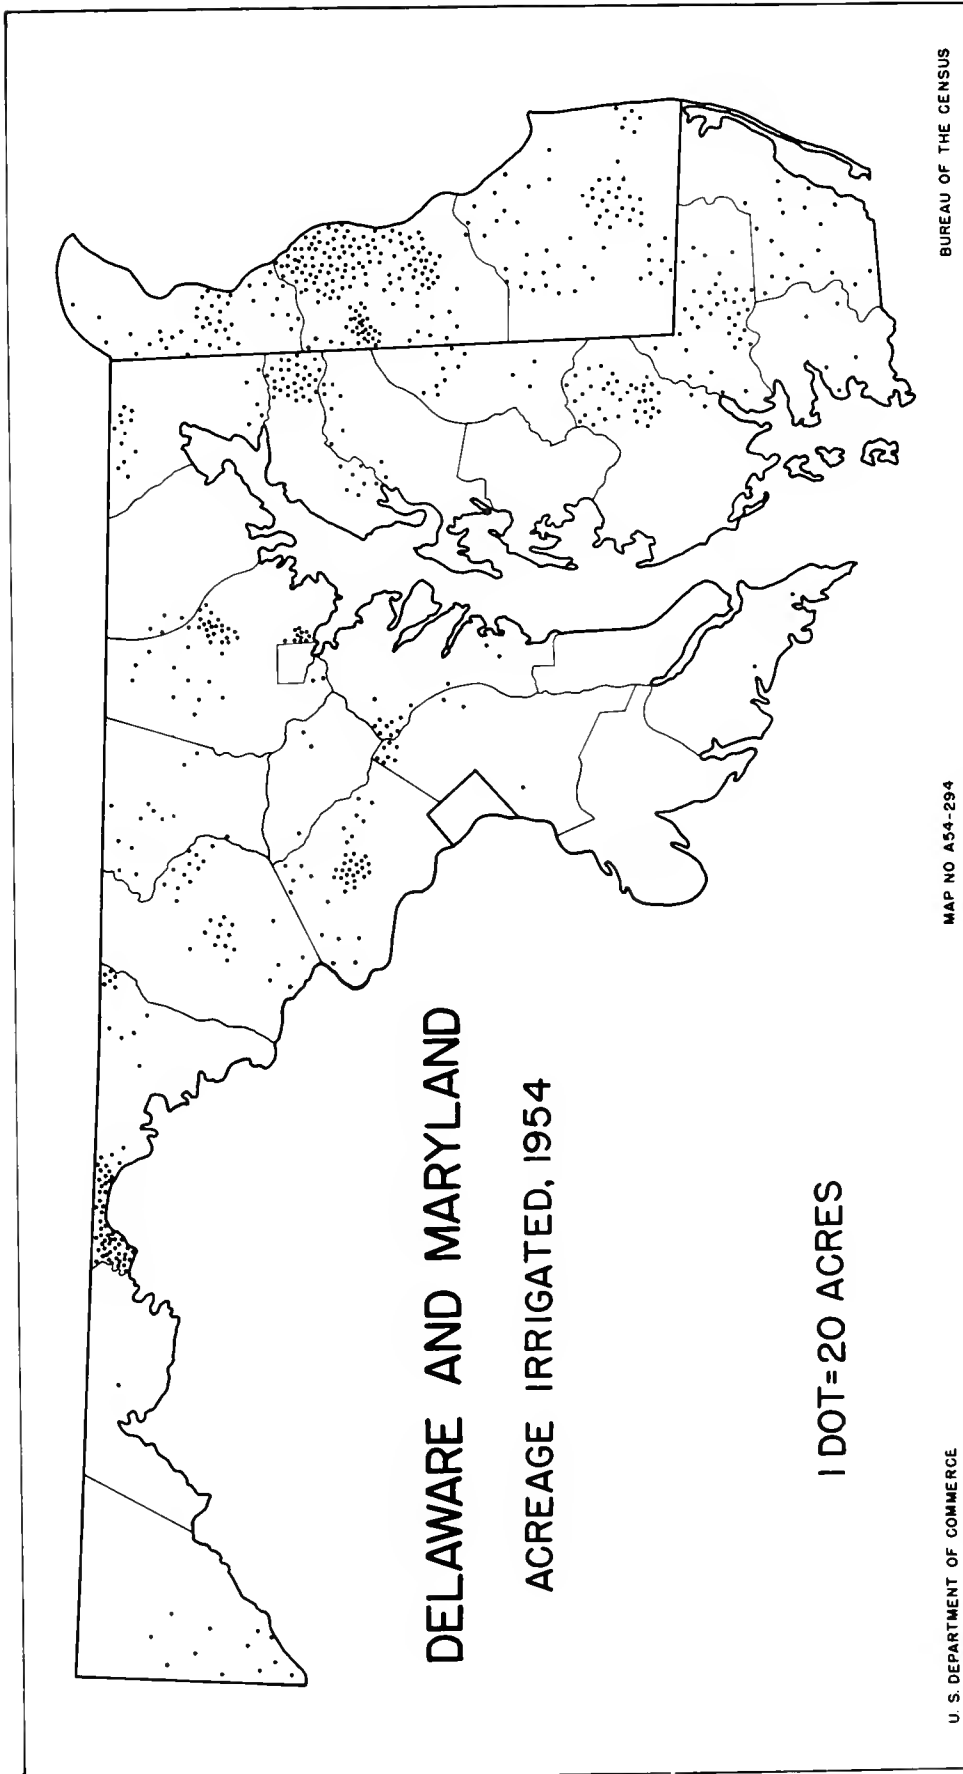 DELAWARE AND MARYLAND
ACREAGE IRRIGATED, 1954
1 DOT=20 ACRES
U. S. DEPARTMENT OF COMMERCE
MAP NO A54-294
BUREAU OF THE CENSUS